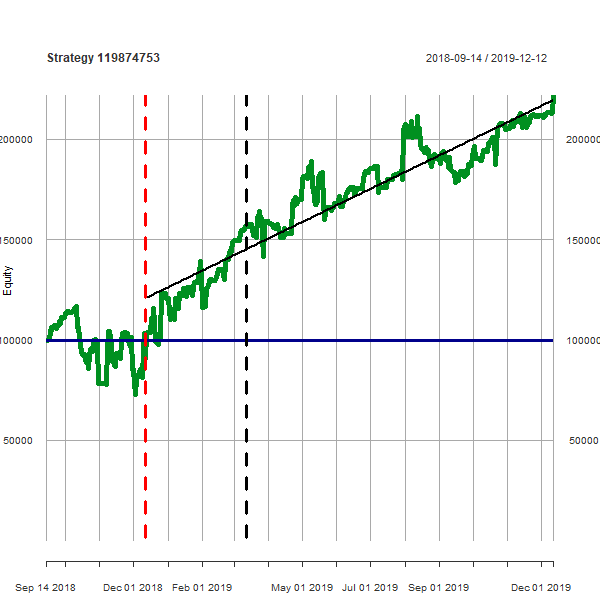 Strategy 119874753
2018-09-14 / 2019-12-12
200000 200000
150000 150000
Equity
100000 100000
50000 50000
Sep 14 2018 Dec 01 2018 Feb 01 2019 May 01 2019 Jul 01 2019 Sep 01 2019 Dec 01 2019